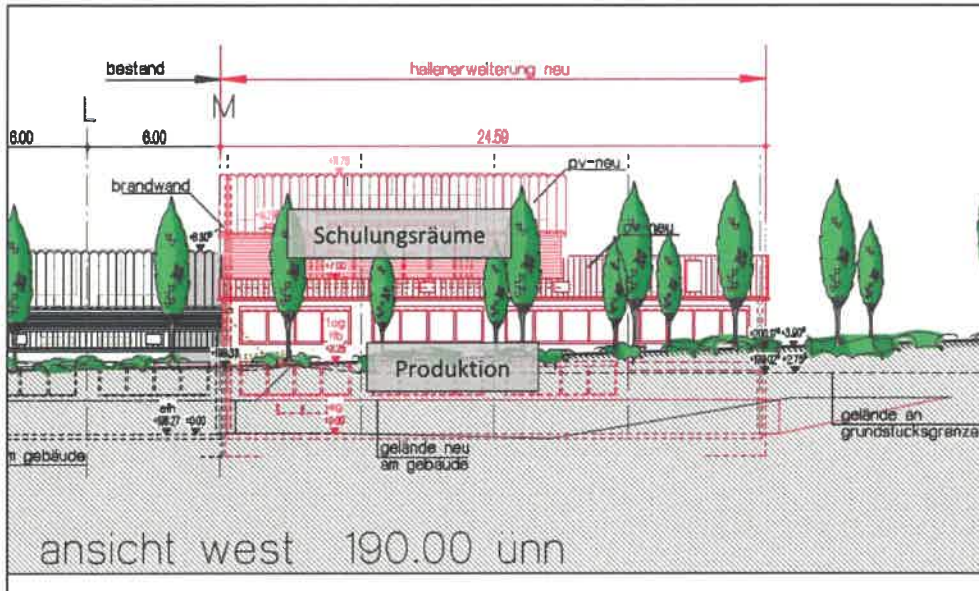 bestand
hallenerweiterung neu
L
M
6.00
6.00
24.59
pv-neu
brandwand
Schulungsräume
pv-neu
Produktion
gelände an
grundstücksgrenze
gelände neu
am gebäude
m gebäude
ansicht west 190.00 ünn